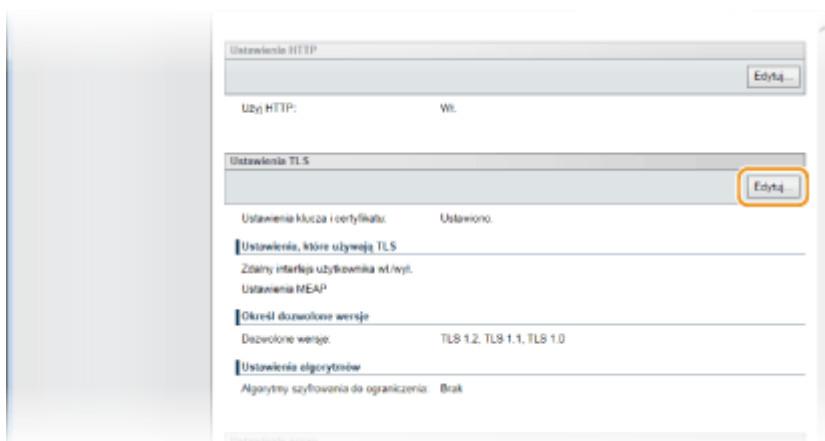 Ustawienia HTTP
Edytuj...
Użyj HTTP: Wł.
Ustawienia TLS
Edytuj...
Ustawienia klucza i certyfikatu: Ustawiono.
Ustawienia, które używają TLS
Zdalny interfejs użytkownika wł./wył.
Ustawienia MEAP
Określ dozwolone wersje
Dozwolone wersje: TLS 1.2, TLS 1.1, TLS 1.0
Ustawienia algorytmów
Algorytmy szyfrowania do ograniczenia: Brak